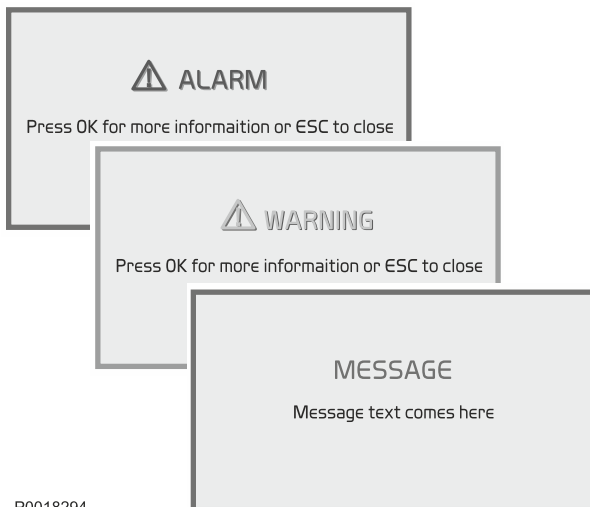 ALARM
Press OK for more informaition or ESC to close
WARNING
Press OK for more informaition or ESC to close
MESSAGE
Message text comes here
P0018294